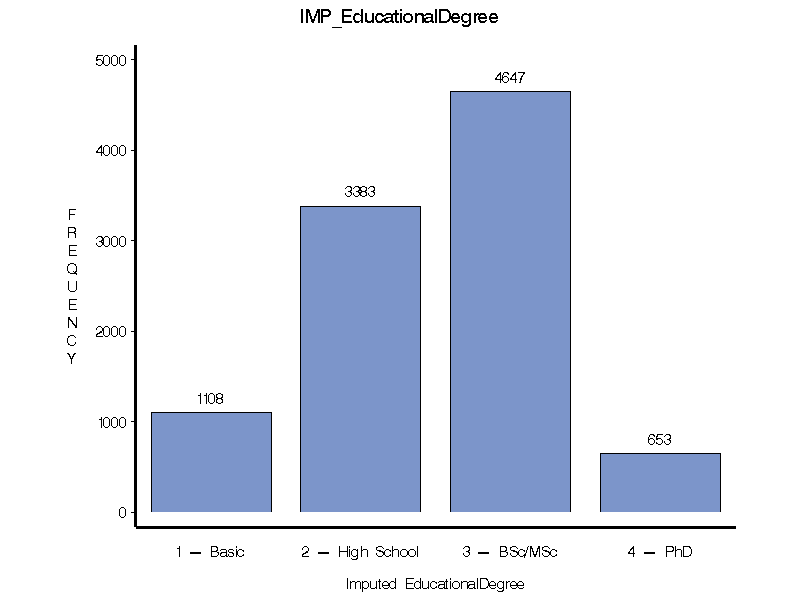 IMP_EducationalDegree
5000
4000
3000
2000
1000
0
FREQUENCY
1108
3383
4647
653
1 — Basic
2 — High School
3 — BSc/MSc
4 — PhD
Imputed EducationalDegree